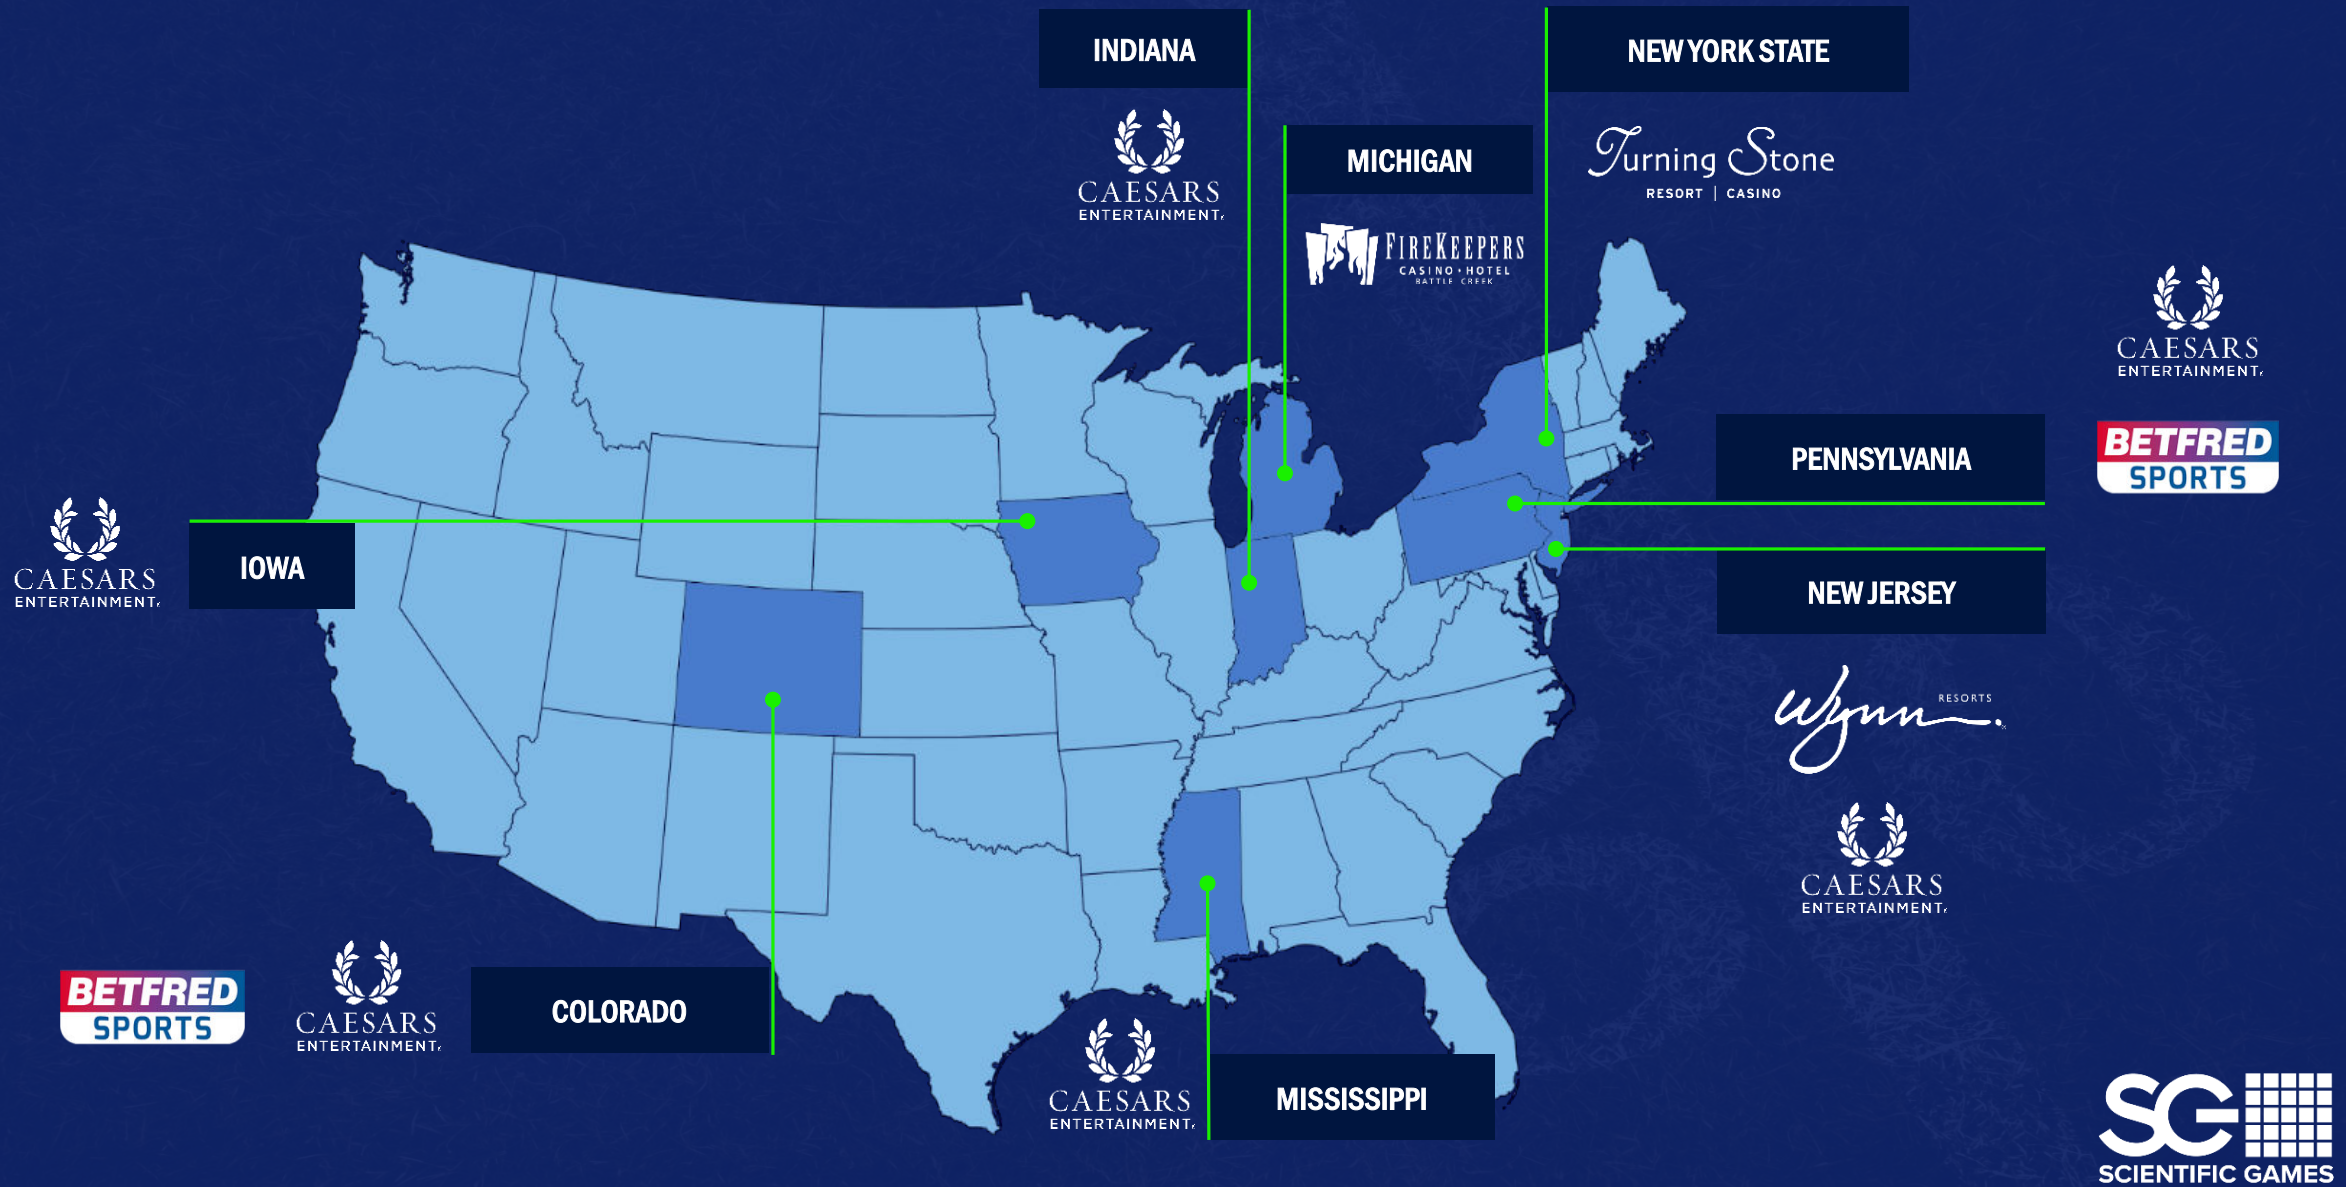 INDIANA
CAESARS
ENTERTAINMENT
MICHIGAN
FIREKEEPERS
CASINO • HOTEL
BATTLE CREEK
NEW YORK STATE
Turning Stone
RESORT | CASINO
CAESARS
ENTERTAINMENT
PENNSYLVANIA
BETFRED
SPORTS
NEW JERSEY
Wynn
RESORTS
CAESARS
ENTERTAINMENT
CAESARS
ENTERTAINMENT
IOWA
BETFRED
SPORTS
CAESARS
ENTERTAINMENT
COLORADO
CAESARS
ENTERTAINMENT
MISSISSIPPI
SG
SCIENTIFIC GAMES